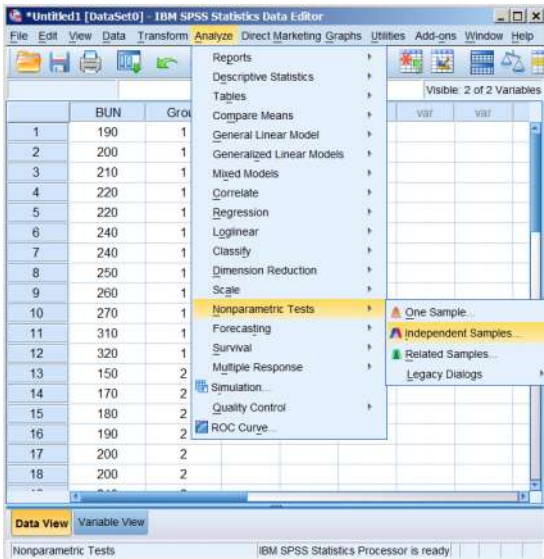 *Untitled1 [DataSet0] - IBM SPSS Statistics Data Editor
File Edit View Data Transform Analyze Direct Marketing Graphs Utilities Add-ons Window Help
Visible: 2 of 2 Variables
BUN Grou var var
1 190 1
2 200 1
3 210 1
4 220 1
5 220 1
6 240 1
7 240 1
8 250 1
9 260 1
10 270 1
11 310 1
12 320 1
13 150 2
14 170 2
15 180 2
16 190 2
17 200 2
18 200 2
Reports
Descriptive Statistics
Tables
Compare Means
General Linear Model
Generalized Linear Models
Mixed Models
Correlate
Regression
Loglinear
Classify
Dimension Reduction
Scale
Nonparametric Tests
Forecasting
Survival
Multiple Response
Simulation...
Quality Control
ROC Curve...
One Sample...
Independent Samples...
Related Samples...
Legacy Dialogs
Data View Variable View
Nonparametric Tests IBM SPSS Statistics Processor is ready